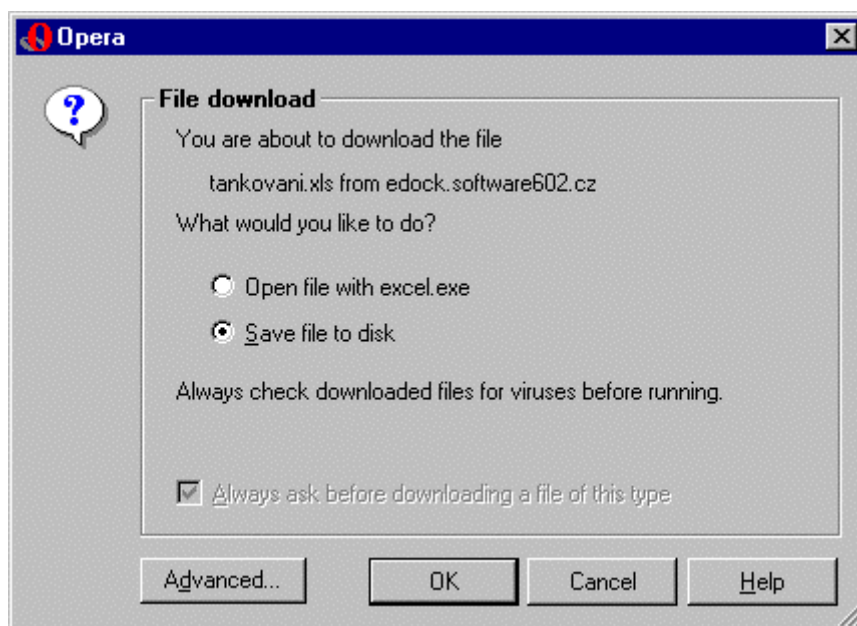 Opera
File download
You are about to download the file
tankovani.xls from edock.software602.cz
What would you like to do?
Open file with excel.exe
Save file to disk
Always check downloaded files for viruses before running.
Always ask before downloading a file of this type
Advanced... OK Cancel Help